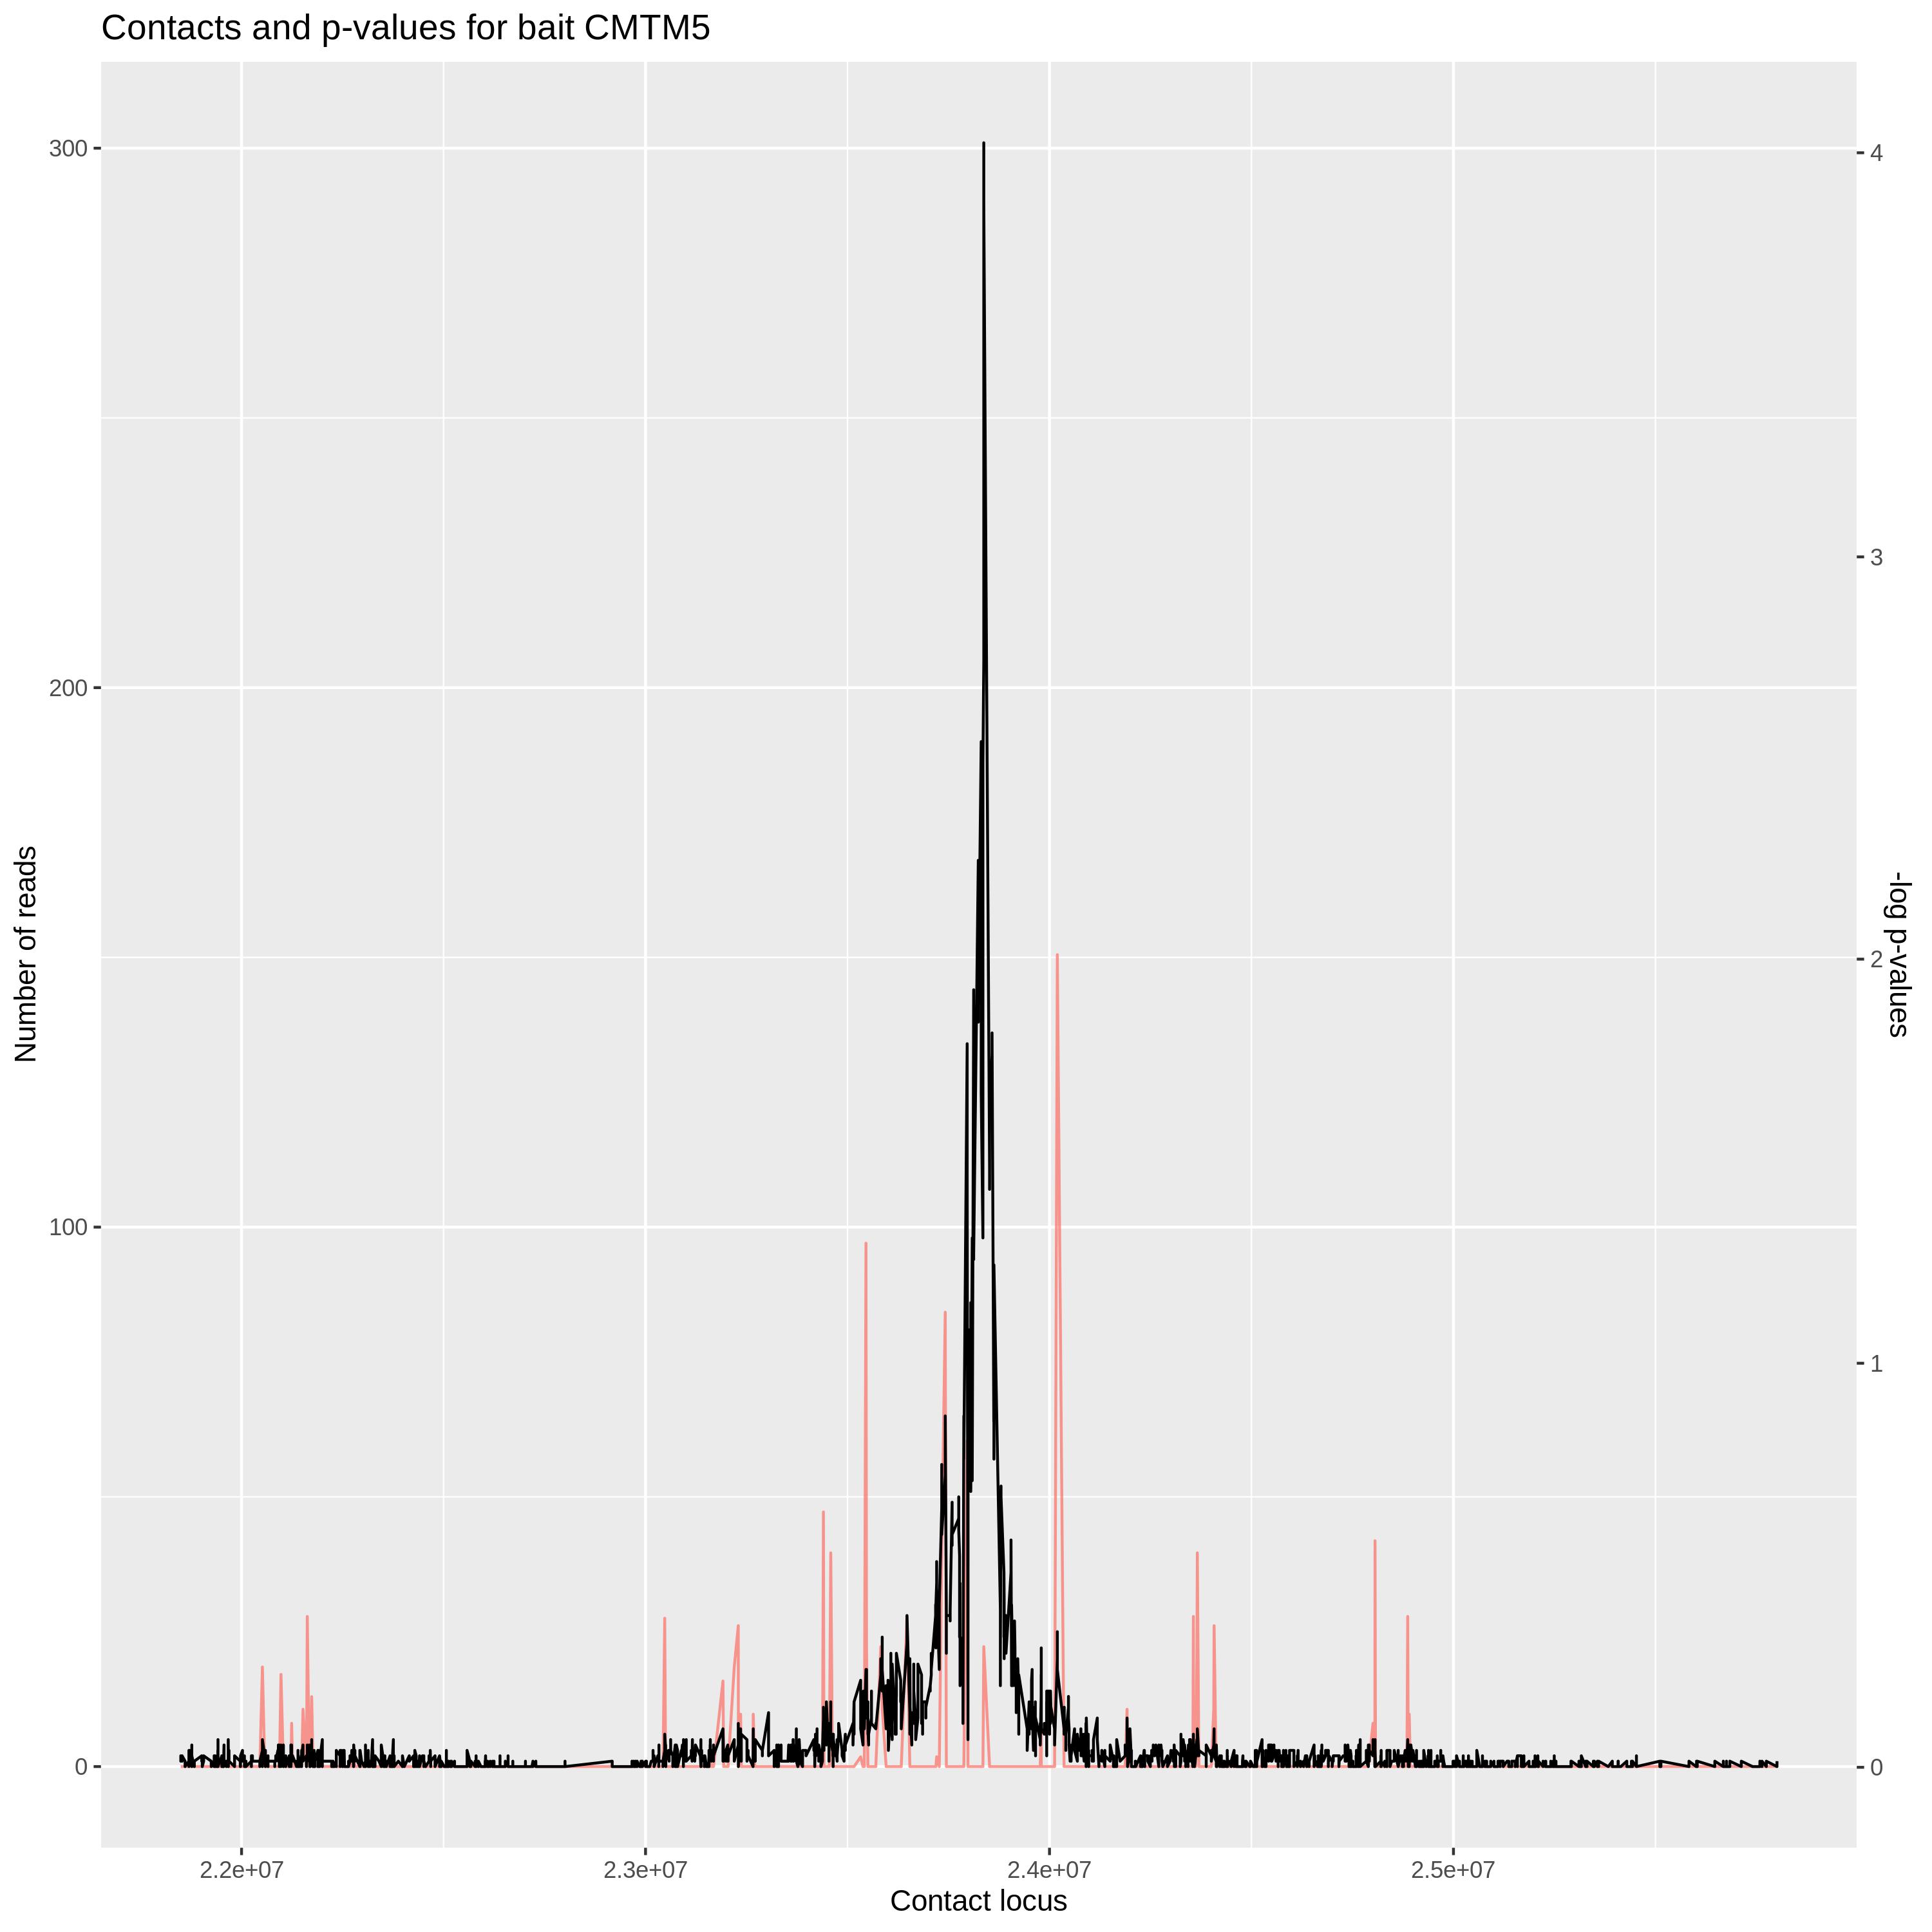 Contacts and p-values for bait CMTM5
300
200
100
0
Number of reads
4
3
2
1
0
-log p-values
2.2e+07
2.3e+07
2.4e+07
2.5e+07
Contact locus